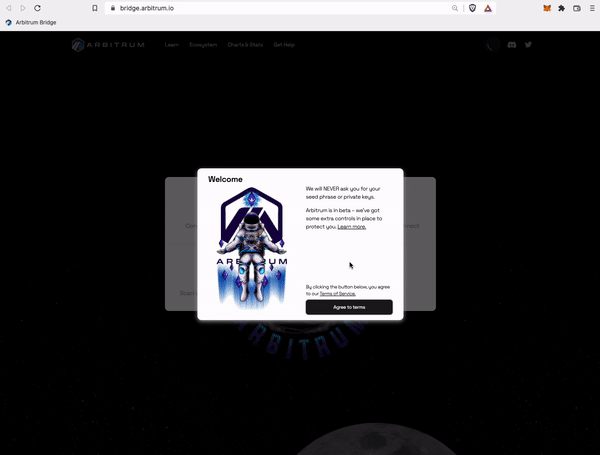 bridge.arbitrum.io
Arbitrum Bridge
ARBITRUM
Learn
Ecosystem
Charts & Stats
Get Help
Welcome
We will NEVER ask you for your
seed phrase or private keys.
Arbitrum is in beta – we've got
some extra controls in place to
protect you. Learn more.
By clicking the button below, you agree
to our Terms of Service.
Agree to terms
ARBITRUM